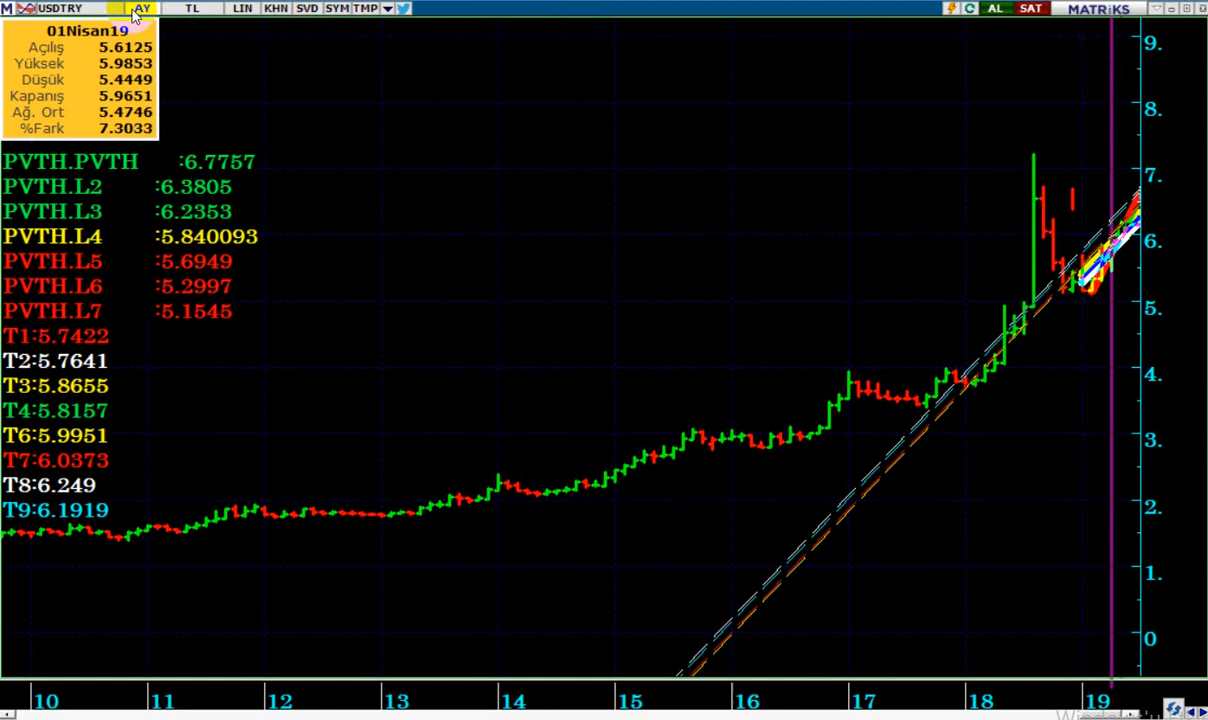 M USDTRY AY TL LIN KHN SVD SYM TMP AL SAT MATRiKS
01Nisan19
Açılış 5.6125
Yüksek 5.9853
Düşük 5.4449
Kapanış 5.9651
Ağ. Ort 5.4746
%Fark 7.3033
PVTH.PVTH :6.7757
PVTH.L2 :6.3805
PVTH.L3 :6.2353
PVTH.L4 :5.840093
PVTH.L5 :5.6949
PVTH.L6 :5.2997
PVTH.L7 :5.1545
T1:5.7422
T2:5.7641
T3:5.8655
T4:5.8157
T6:5.9951
T7:6.0373
T8:6.249
T9:6.1919
9.
8.
7.
6.
5.
4.
3.
2.
1.
0
10 11 12 13 14 15 16 17 18 19